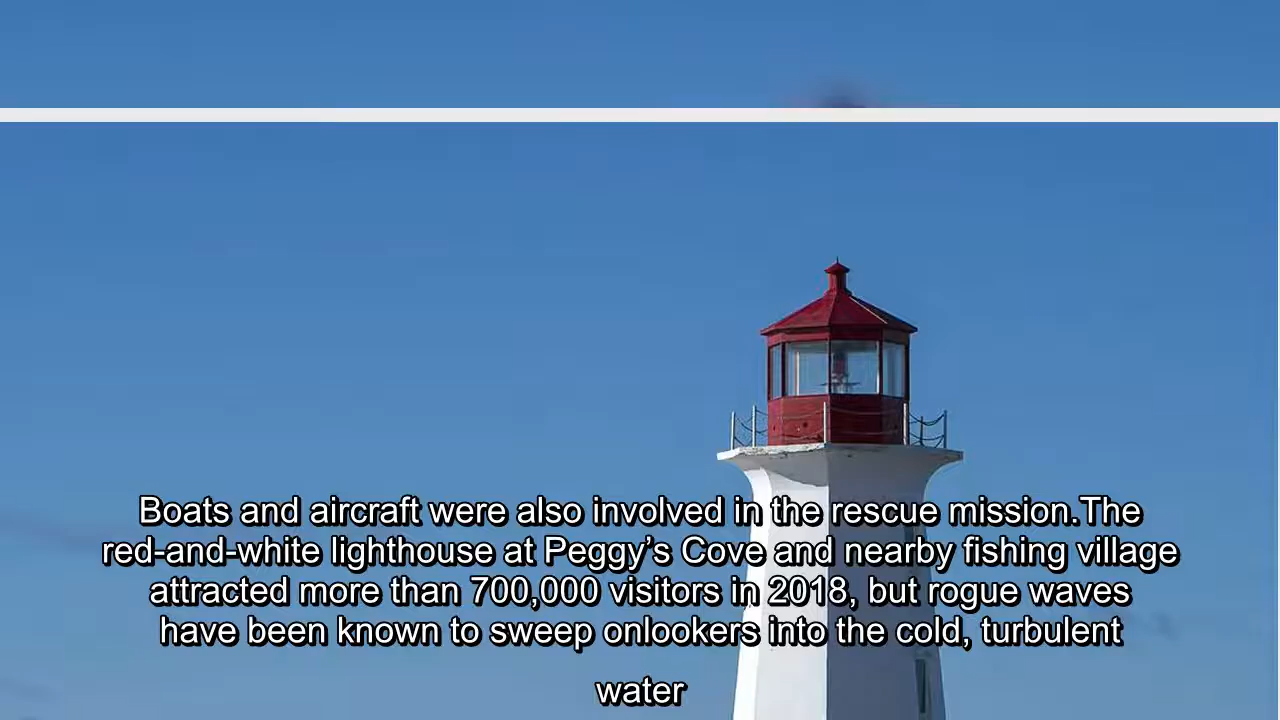 Boats and aircraft were also involved in the rescue mission.The
red-and-white lighthouse at Peggy’s Cove and nearby fishing village
attracted more than 700,000 visitors in 2018, but rogue waves
have been known to sweep onlookers into the cold, turbulent
water